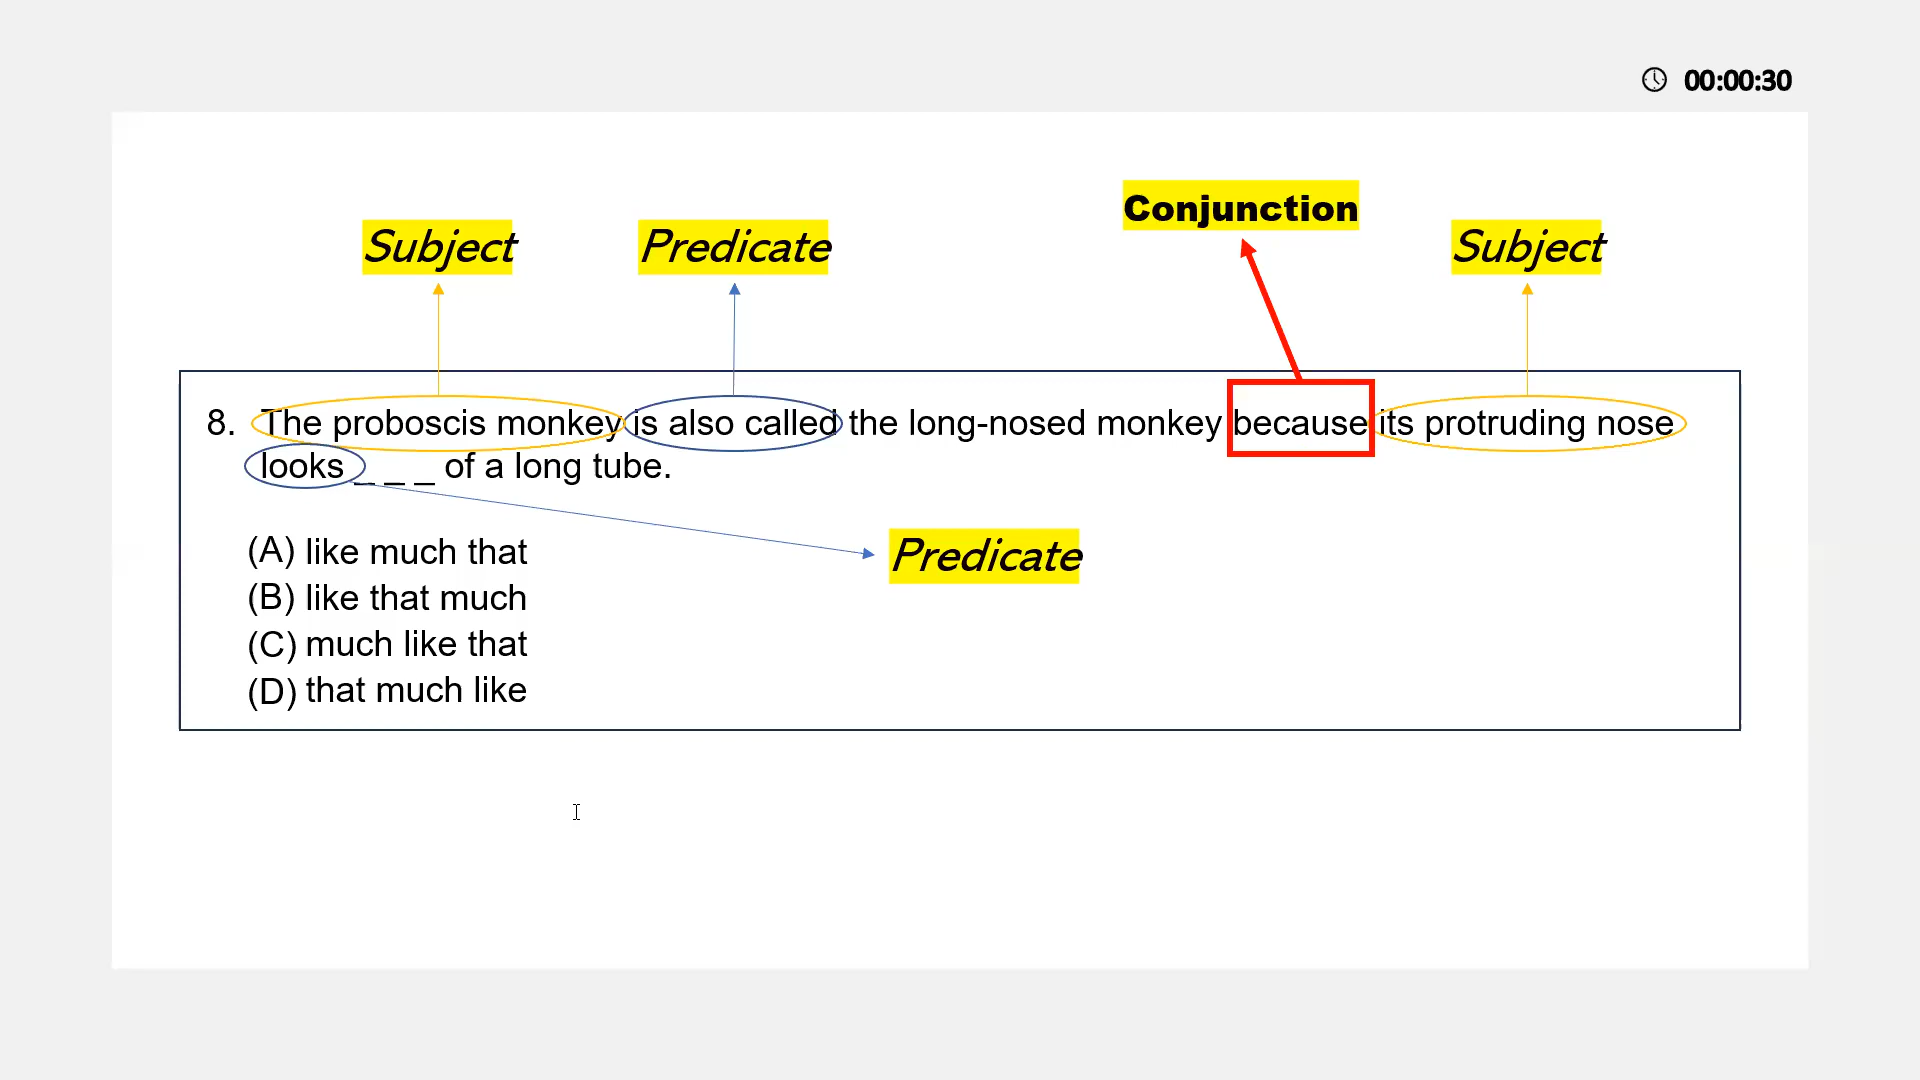 00:00:30
Conjunction
Subject Predicate Subject
8. The proboscis monkey is also called the long-nosed monkey because its protruding nose
looks _ _ _ of a long tube.
(A) like much that
Predicate
(B) like that much
(C) much like that
(D) that much like